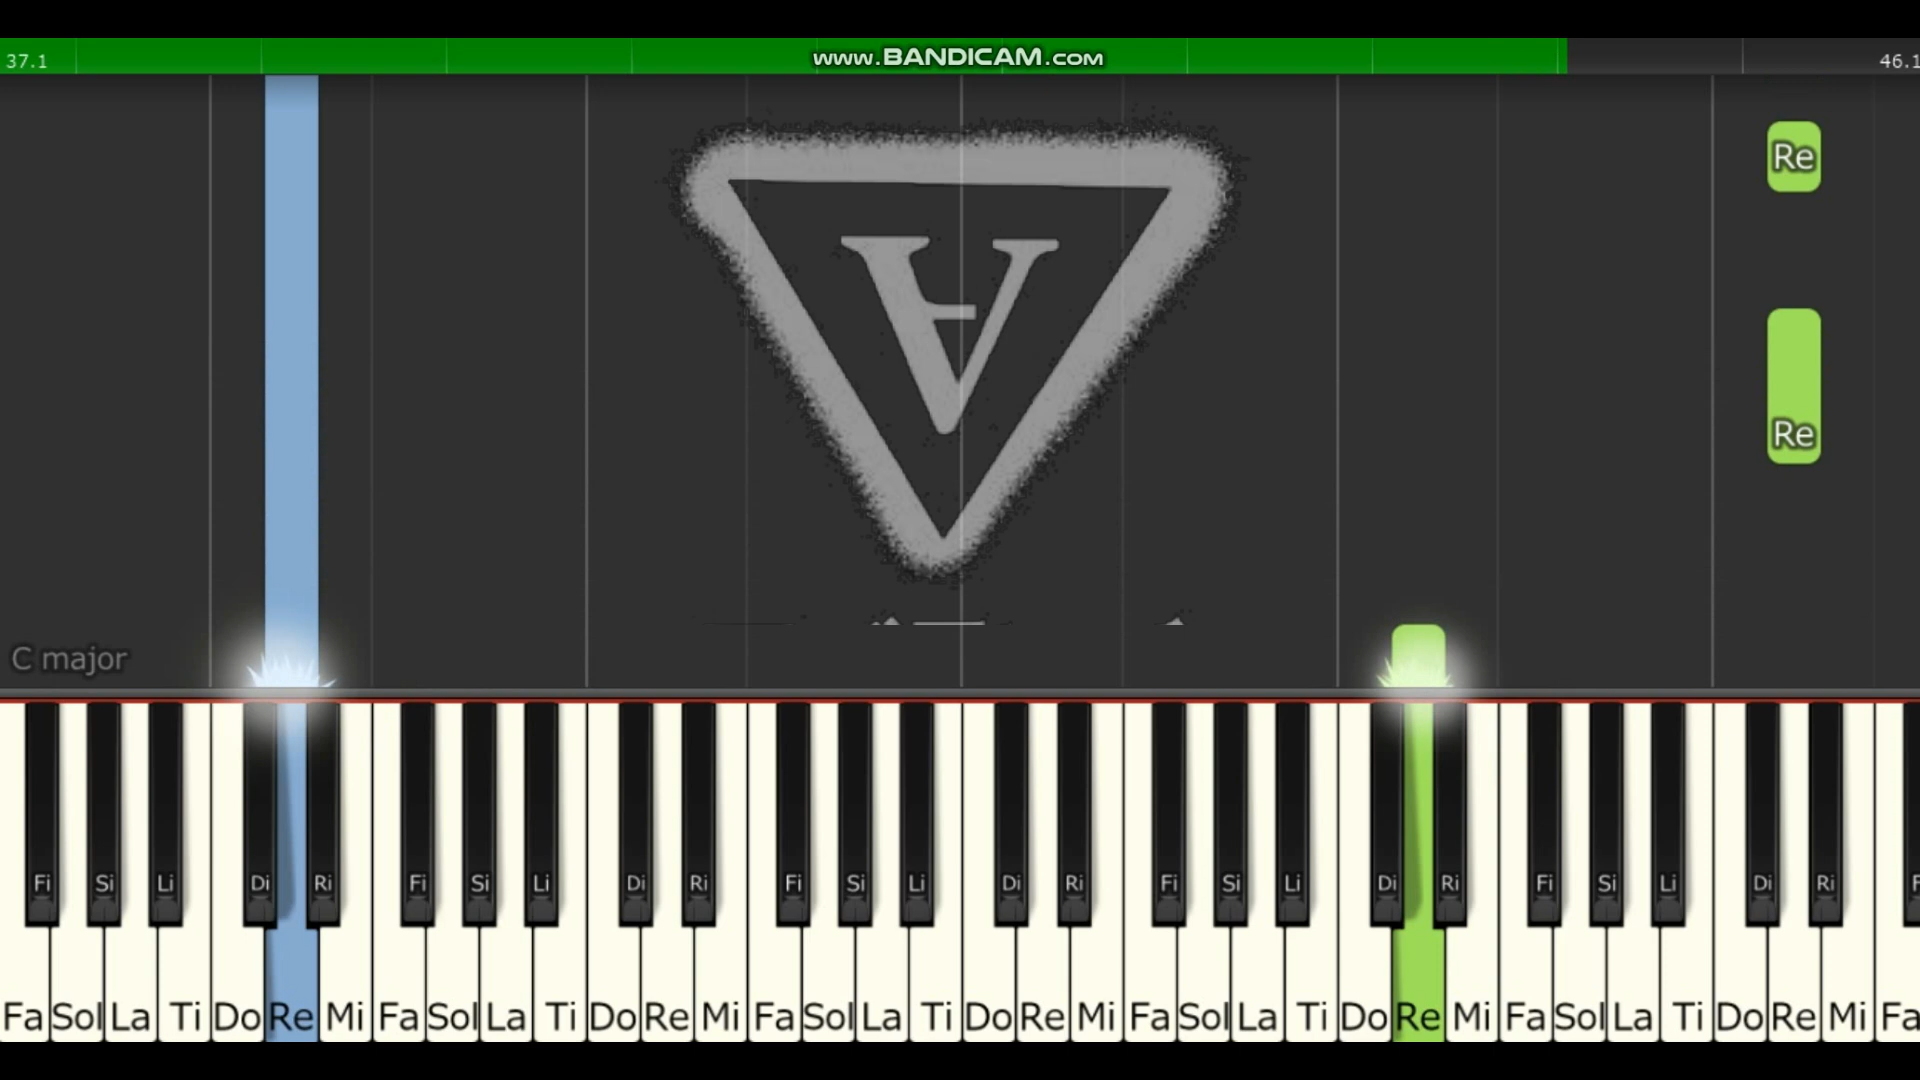 37.1 www.BANDICAM.com 46.1
Re
A
Re
C major
Fi Si Li Di Ri Fi Si Li Di Ri Fi Si Li Di Ri Fi Si Li Di Ri Fi Si Li Di Ri F
Fa Sol La Ti Do Re Mi Fa Sol La Ti Do Re Mi Fa Sol La Ti Do Re Mi Fa Sol La Ti Do Re Mi Fa Sol La Ti Do Re Mi Fa